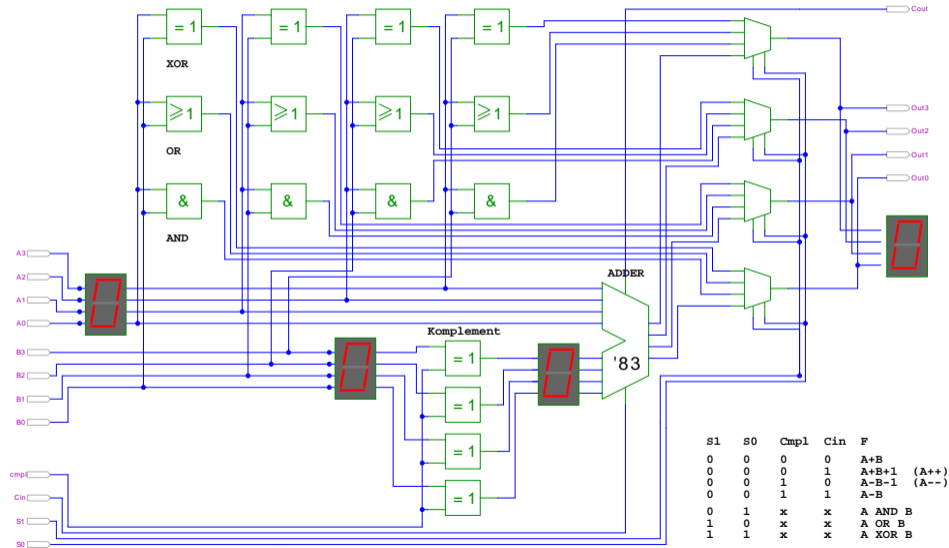 Cout
= 1
= 1
= 1
= 1
XOR
≥1
≥1
≥1
≥1
OR
Out3
Out2
Out1
Out0
&
&
&
&
AND
A3
A2
A1
A0
ADDER
'83
Komplement
B3
B2
B1
B0
= 1
= 1
= 1
= 1
cmpl
Cin
S1
S0
S1 S0 Cmpl Cin F
0 0 0 0 A+B
0 0 0 1 A+B+1 (A++)
0 0 1 0 A-B-1 (A--)
0 0 1 1 A-B
0 1 x x A AND B
1 0 x x A OR B
1 1 x x A XOR B